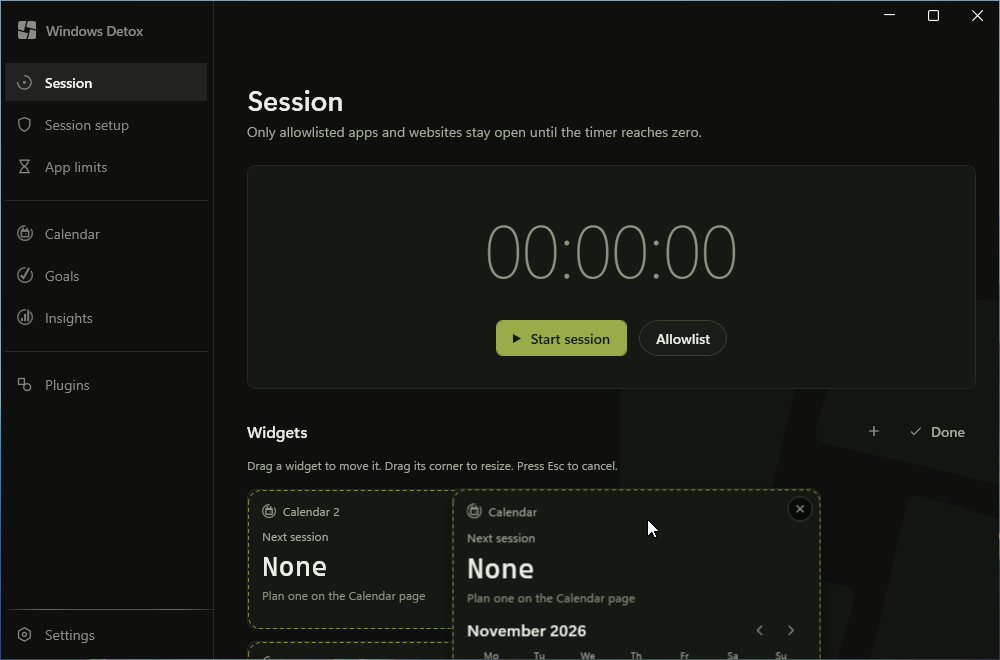 Windows Detox
Session
Session setup
App limits
Calendar
Goals
Insights
Plugins
Settings
Session
Only allowlisted apps and websites stay open until the timer reaches zero.
00:00:00
Start session
Allowlist
Widgets
Done
Drag a widget to move it. Drag its corner to resize. Press Esc to cancel.
Calendar 2
Next session
None
Plan one on the Calendar page
Calendar
Next session
None
Plan one on the Calendar page
November 2026
Mo Tu We Th Fr Sa Su